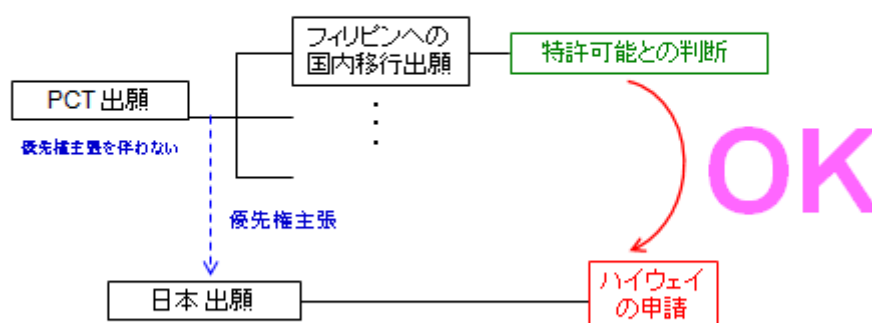 フィリピンへの
国内移行出願
特許可能との判断
PCT 出願
優先権主張を伴わない
OK
優先権主張
日本 出願
ハイウェイ
の申請